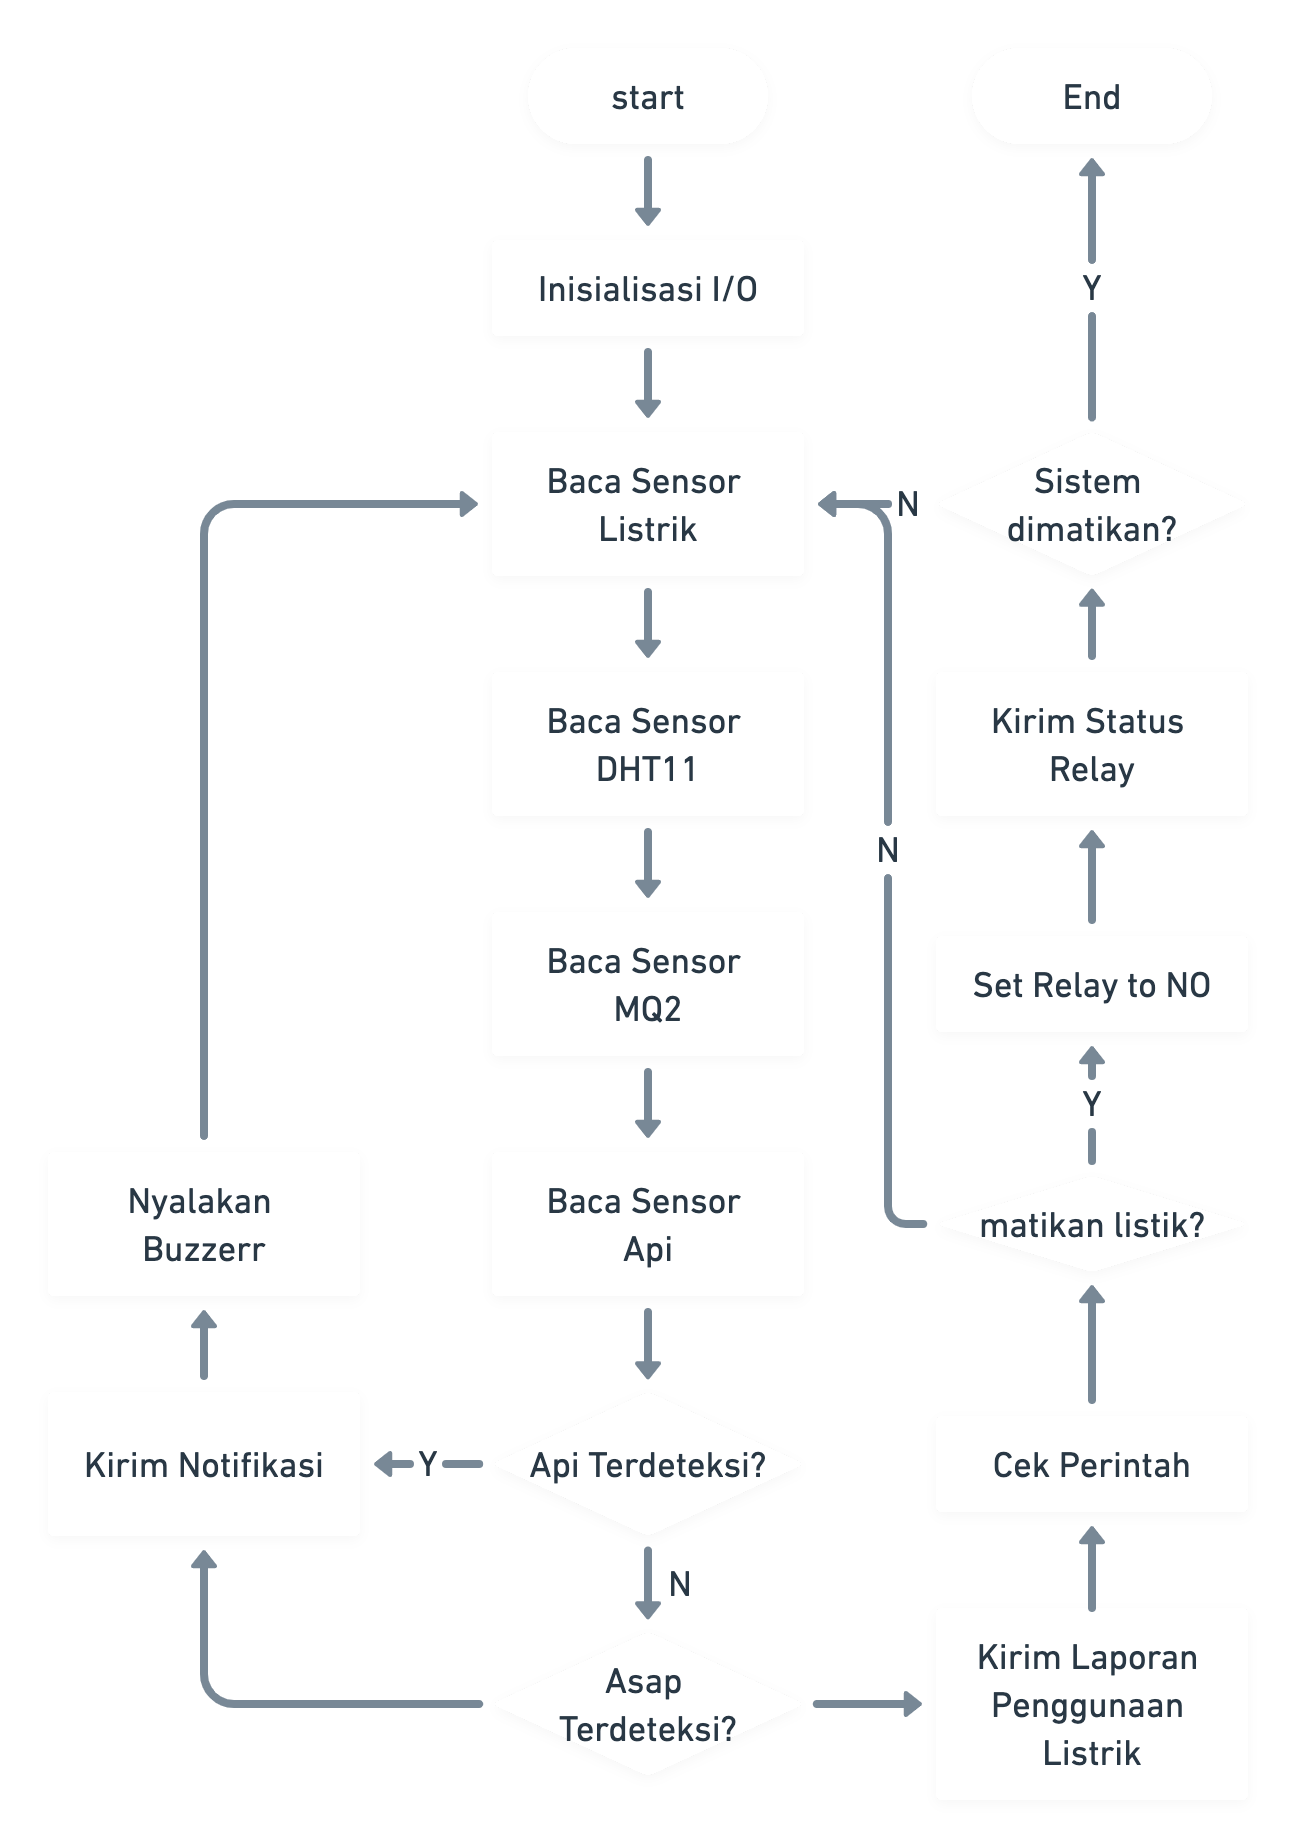 start
Inisialisasi I/O
Baca Sensor
Listrik
Baca Sensor
DHT11
Baca Sensor
MQ2
Baca Sensor
Api
Api Terdeteksi?
Y
Kirim Notifikasi
Nyalakan
Buzzerr
N
Asap
Terdeteksi?
Kirim Laporan
Penggunaan
Listrik
Cek Perintah
matikan listik?
N
Y
Set Relay to NO
Kirim Status
Relay
Sistem
dimatikan?
N
Y
End